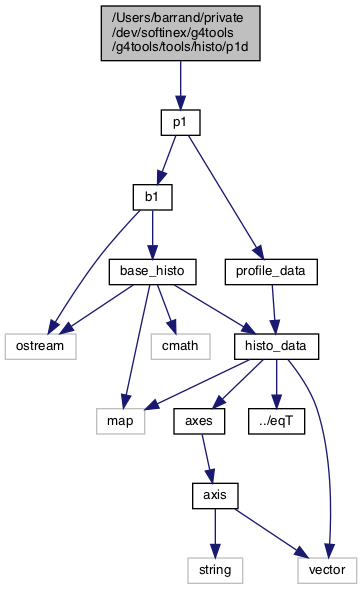 /Users/barrand/private
/dev/softinex/g4tools
/g4tools/tools/histo/p1d
p1
b1
base_histo
profile_data
ostream
cmath
histo_data
map
axes
../eqT
axis
string
vector